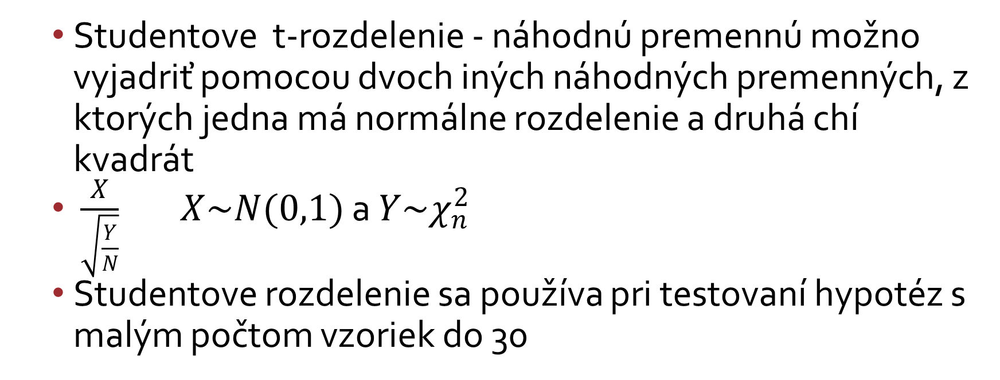 • Studentove t-rozdelenie - náhodnú premennú možno
vyjadriť pomocou dvoch iných náhodných premenných, z
ktorých jedna má normálne rozdelenie a druhá chí
kvadrát
• $\frac{X}{\sqrt{\frac{Y}{N}}}$ $X \sim N(0,1)$ a $Y \sim \chi_n^2$
• Studentove rozdelenie sa používa pri testovaní hypotéz s
malým počtom vzoriek do 30